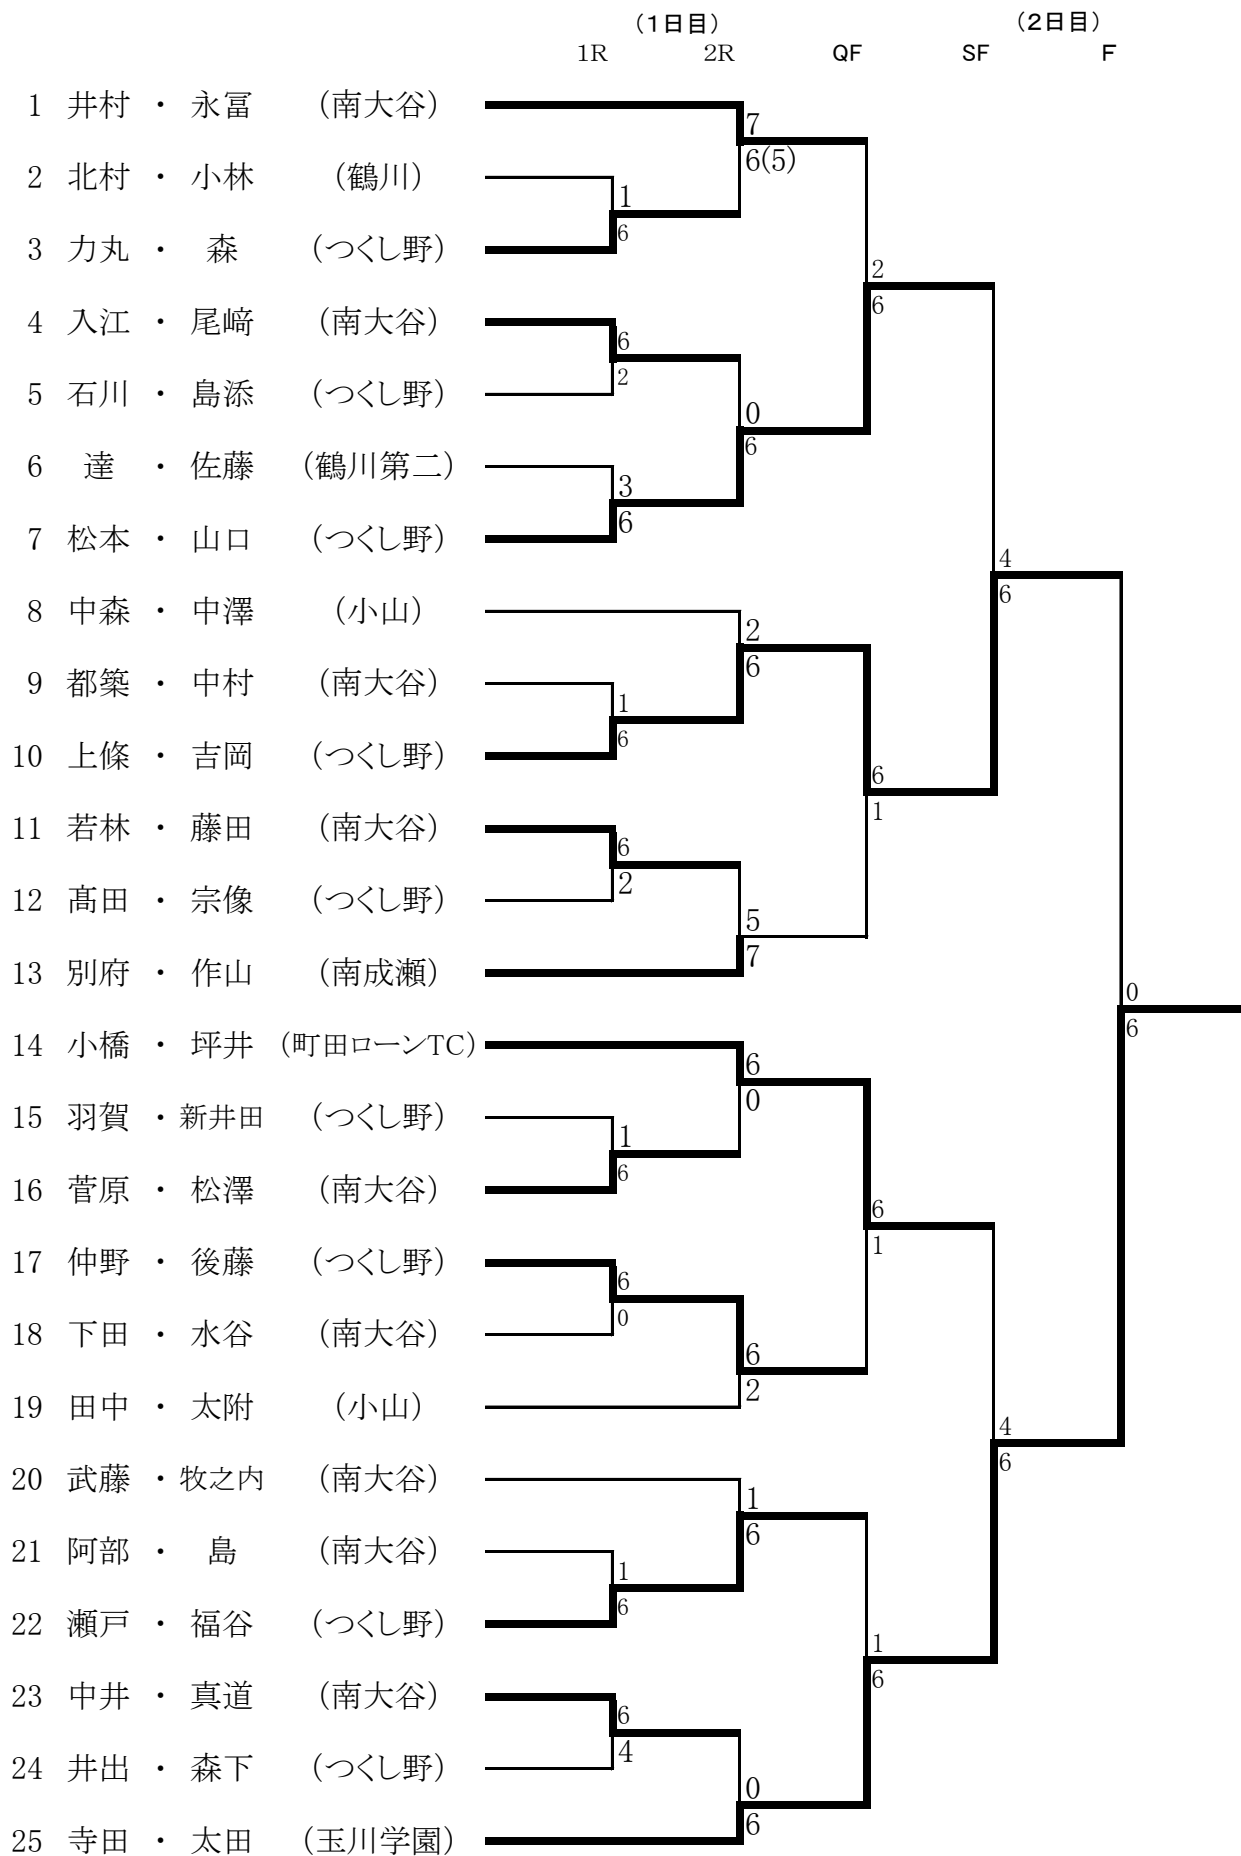 （1日目） （2日目）
1R 2R QF SF F
1 井村 ・ 永冨 （南大谷）
7
6(5)
2 北村 ・ 小林 （鶴川）
1
6
3 力丸 ・ 森 （つくし野）
2
6
4 入江 ・ 尾﨑 （南大谷）
6
2
5 石川 ・ 島添 （つくし野）
0
6
6 達 ・ 佐藤 （鶴川第二）
3
6
7 松本 ・ 山口 （つくし野）
4
6
8 中森 ・ 中澤 （小山）
2
6
9 都築 ・ 中村 （南大谷）
1
6
10 上條 ・ 吉岡 （つくし野）
6
1
11 若林 ・ 藤田 （南大谷）
6
2
12 髙田 ・ 宗像 （つくし野）
5
7
13 別府 ・ 作山 （南成瀬）
0
6
14 小橋 ・ 坪井 （町田ローンTC）
6
0
15 羽賀 ・ 新井田 （つくし野）
1
6
16 菅原 ・ 松澤 （南大谷）
6
1
17 仲野 ・ 後藤 （つくし野）
6
0
18 下田 ・ 水谷 （南大谷）
6
2
19 田中 ・ 太附 （小山）
4
6
20 武藤 ・ 牧之内 （南大谷）
1
6
21 阿部 ・ 島 （南大谷）
1
6
22 瀬戸 ・ 福谷 （つくし野）
1
6
23 中井 ・ 真道 （南大谷）
6
4
24 井出 ・ 森下 （つくし野）
0
6
25 寺田 ・ 太田 （玉川学園）